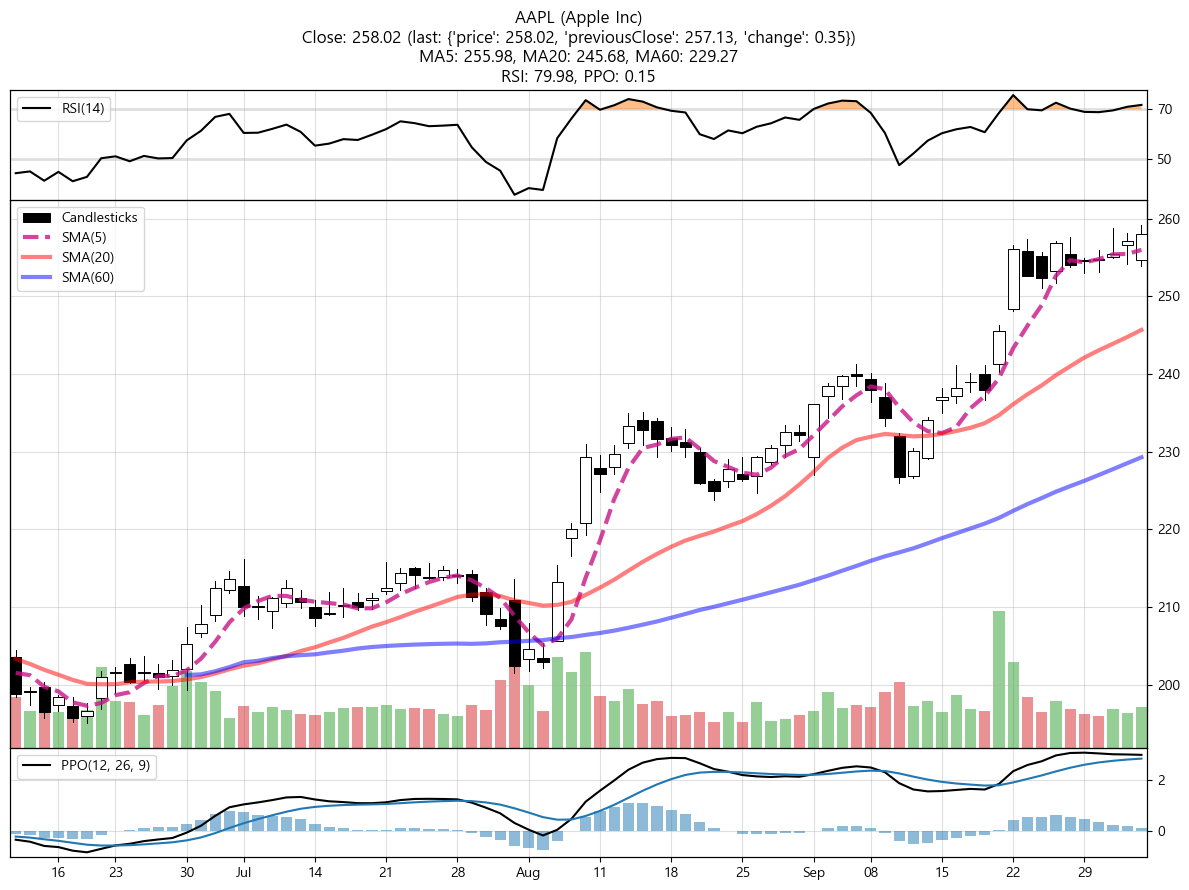 AAPL (Apple Inc)
Close: 258.02 (last: {'price': 258.02, 'previousClose': 257.13, 'change': 0.35})
MA5: 255.98, MA20: 245.68, MA60: 229.27
RSI: 79.98, PPO: 0.15
RSI(14)
70
50
Candlesticks
SMA(5)
SMA(20)
SMA(60)
260
250
240
230
220
210
200
PPO(12, 26, 9)
2
0
16 23 30 Jul 14 21 28 Aug 11 18 25 Sep 08 15 22 29